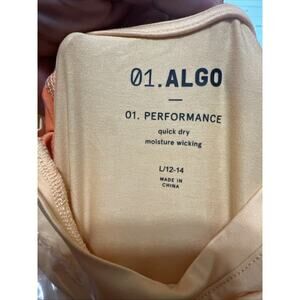 01.ALGO
01. PERFORMANCE
quick dry
moisture wicking
L/12-14
MADE IN
CHINA